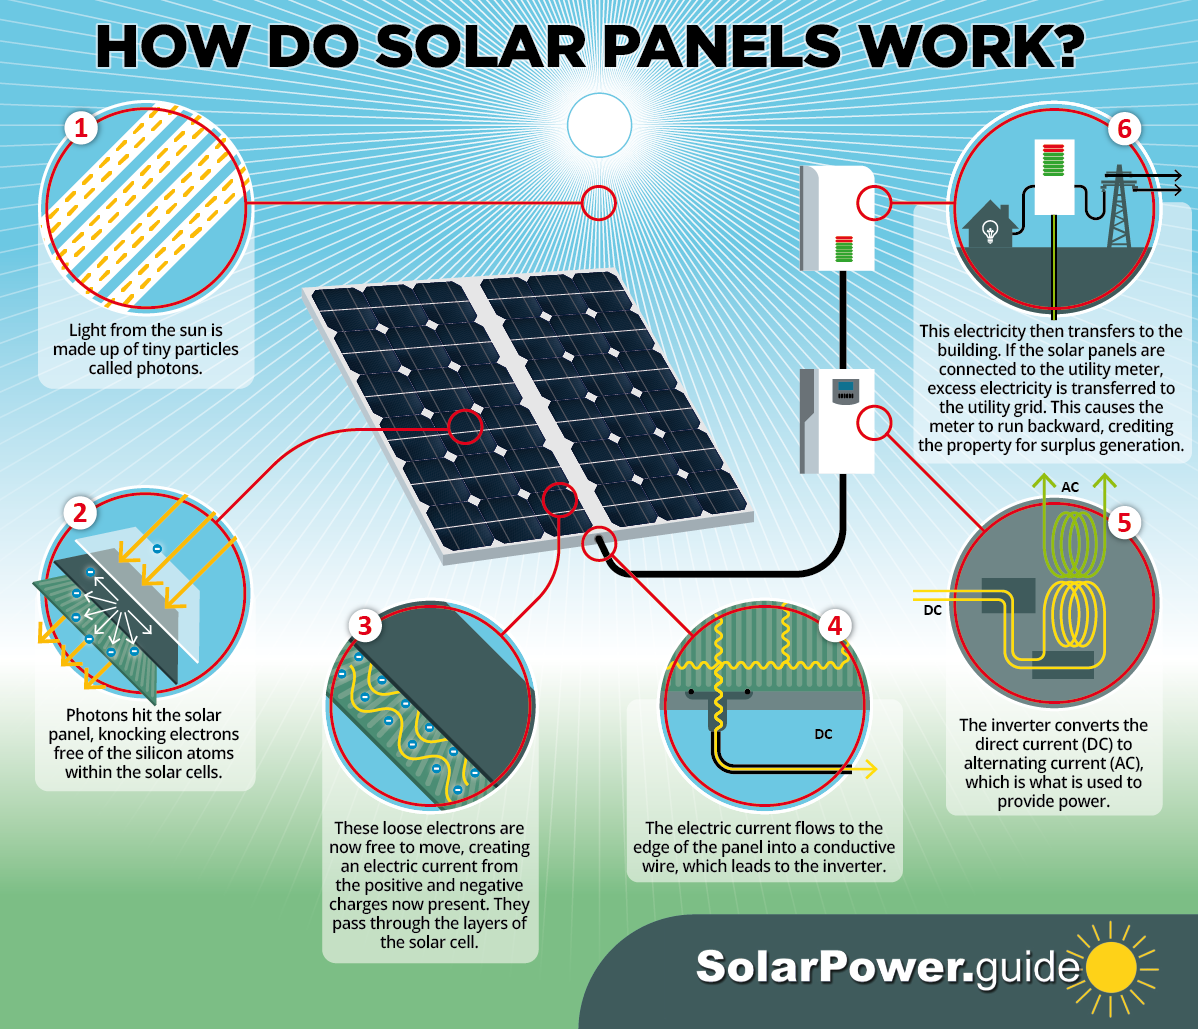 HOW DO SOLAR PANELS WORK?
1
Light from the sun is
made up of tiny particles
called photons.
2
Photons hit the solar
panel, knocking electrons
free of the silicon atoms
within the solar cells.
3
These loose electrons are
now free to move, creating
an electric current from
the positive and negative
charges now present. They
pass through the layers of
the solar cell.
4
DC
The electric current flows to the
edge of the panel into a conductive
wire, which leads to the inverter.
5
AC
DC
The inverter converts the
direct current (DC) to
alternating current (AC),
which is what is used to
provide power.
6
This electricity then transfers to the
building. If the solar panels are
connected to the utility meter,
excess electricity is transferred to
the utility grid. This causes the
meter to run backward, crediting
the property for surplus generation.
SolarPower.guide